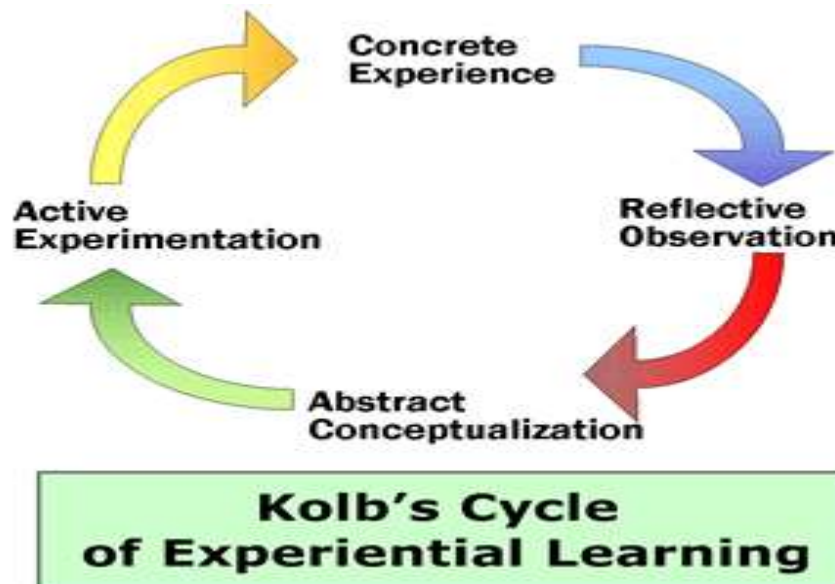 Concrete
Experience
Reflective
Observation
Abstract
Conceptualization
Active
Experimentation
Kolb's Cycle
of Experiential Learning